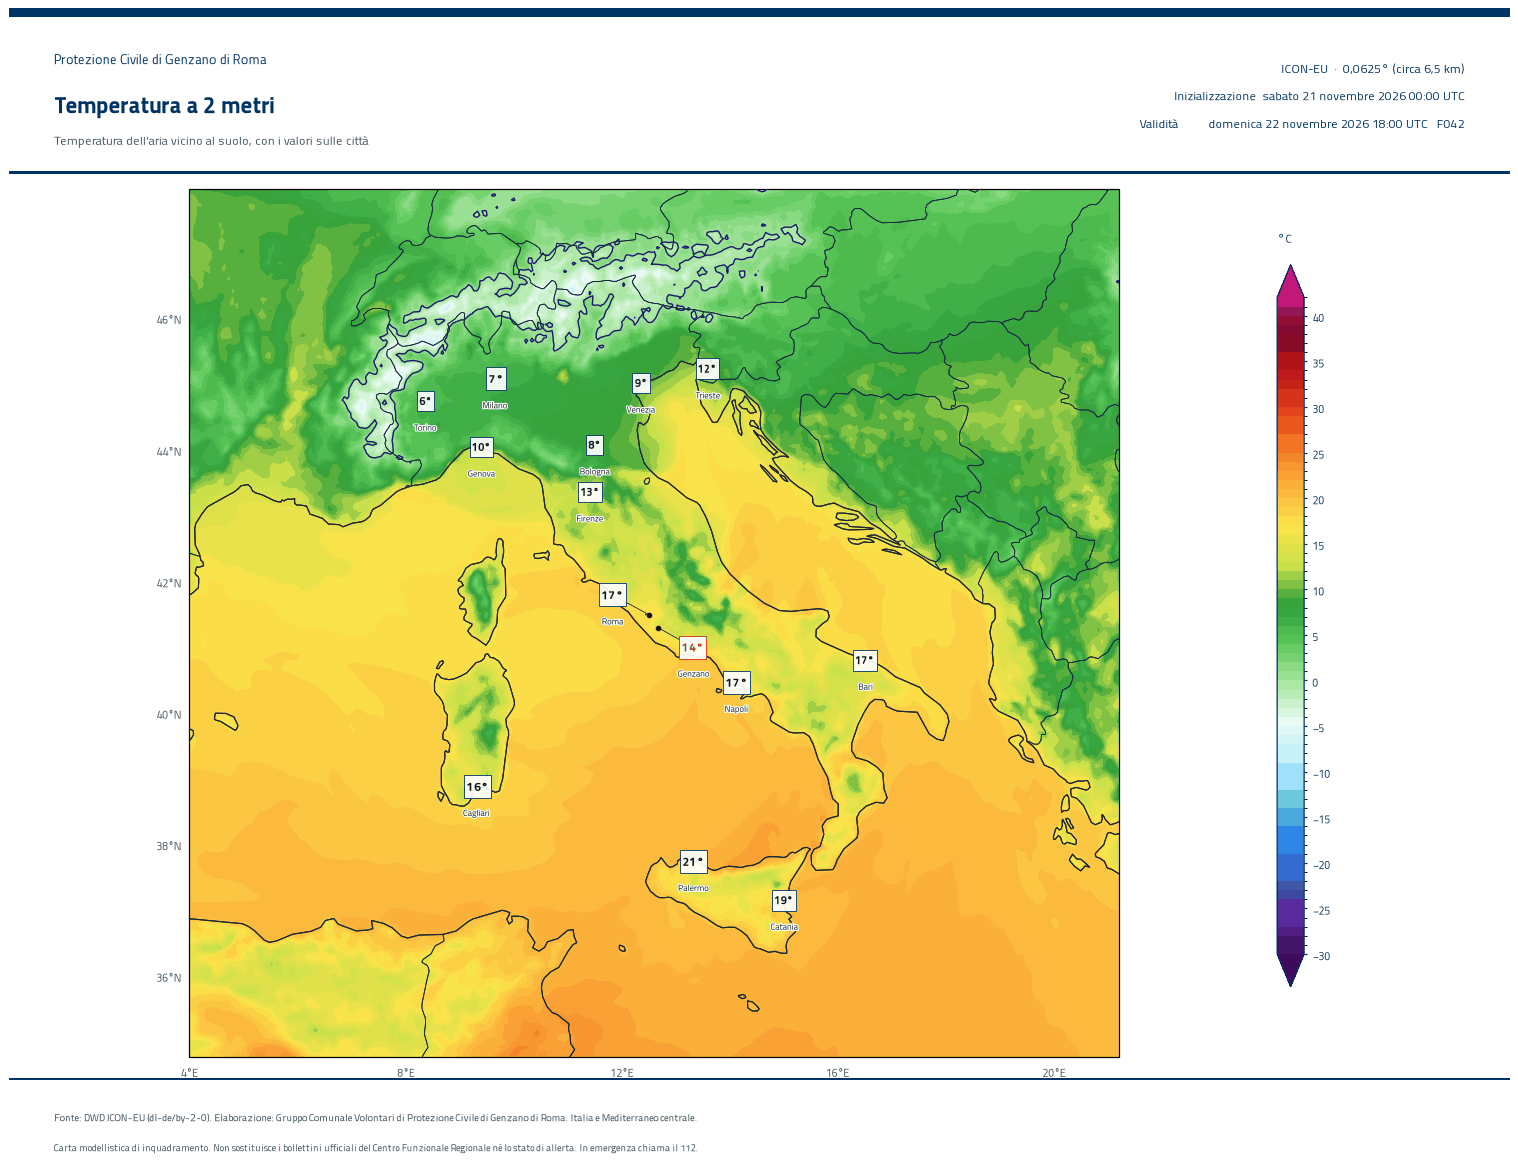 Protezione Civile di Genzano di Roma
Temperatura a 2 metri
Temperatura dell'aria vicino al suolo, con i valori sulle città
ICON-EU · 0,0625° (circa 6,5 km)
Inizializzazione sabato 21 novembre 2026 00:00 UTC
Validità domenica 22 novembre 2026 18:00 UTC F042
°C
46°N
44°N
42°N
40°N
38°N
36°N
4°E
8°E
12°E
16°E
20°E
12°
Trieste
7°
Milano
9°
Venezia
6°
Torino
10°
Genova
8°
Bologna
13°
Firenze
17°
Roma
14°
Genzano
17°
Bari
17°
Napoli
16°
Cagliari
21°
Palermo
19°
Catania
40
35
30
25
20
15
10
5
0
−5
−10
−15
−20
−25
−30
Fonte: DWD ICON-EU (dl-de/by-2-0). Elaborazione: Gruppo Comunale Volontari di Protezione Civile di Genzano di Roma. Italia e Mediterraneo centrale.
Carta modellistica di inquadramento. Non sostituisce i bollettini ufficiali del Centro Funzionale Regionale né lo stato di allerta. In emergenza chiama il 112.